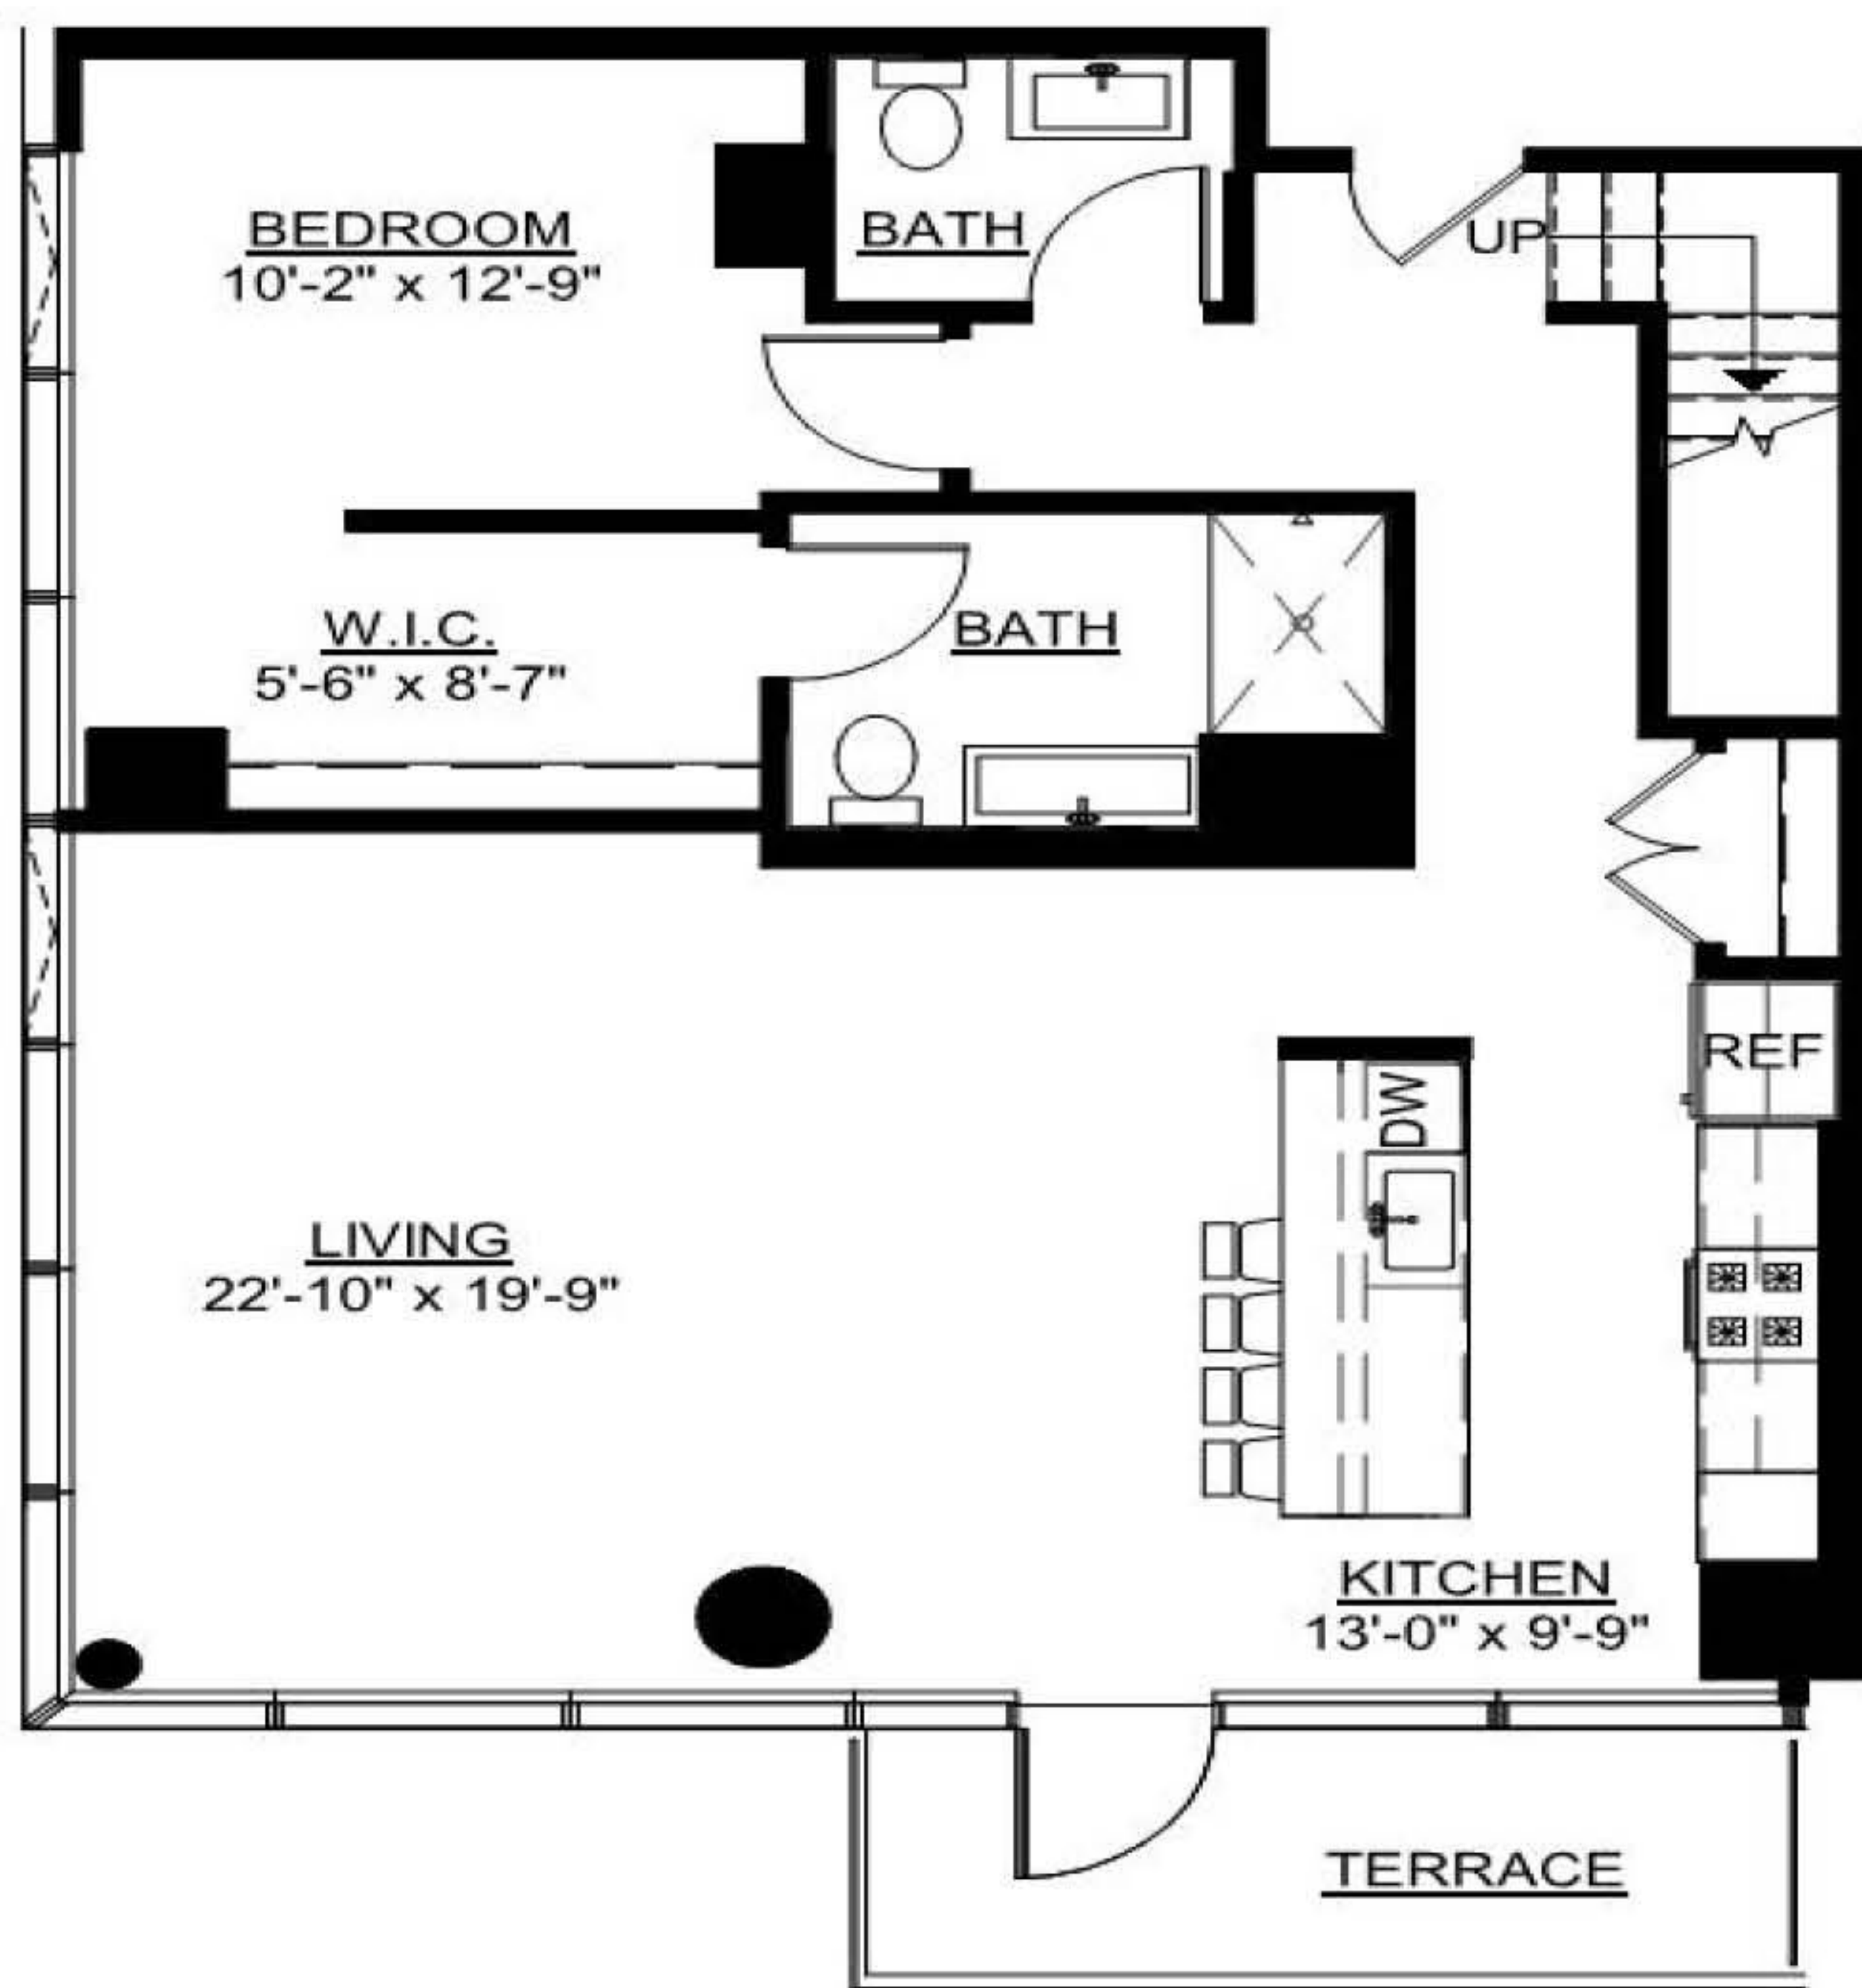 BEDROOM
10'-2" x 12'-9"
BATH
UP
W.I.C.
5'-6" x 8'-7"
BATH
REF
DW
LIVING
22'-10" x 19'-9"
KITCHEN
13'-0" x 9'-9"
TERRACE